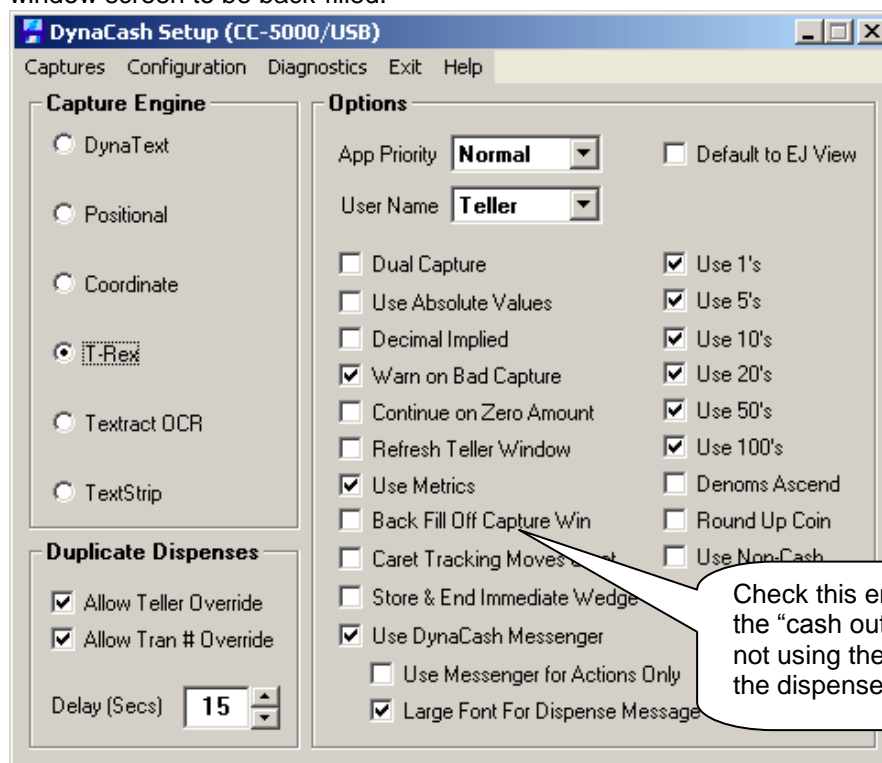 window screen to be back-filled.
DynaCash Setup (CC-5000/USB)
Captures Configuration Diagnostics Exit Help
Capture Engine
DynaText
Positional
Coordinate
T-Rex
Textract OCR
TextStrip
Duplicate Dispenses
Allow Teller Override
Allow Tran # Override
Delay (Secs) 15
Options
App Priority Normal
Default to EJ View
User Name Teller
Dual Capture
Use Absolute Values
Decimal Implied
Warn on Bad Capture
Continue on Zero Amount
Refresh Teller Window
Use Metrics
Back Fill Off Capture Win
Caret Tracking Moves
Store & End Immediate Wedge
Use DynaCash Messenger
Use Messenger for Actions Only
Large Font For Dispense Message
Use 1's
Use 5's
Use 10's
Use 20's
Use 50's
Use 100's
Denoms Ascend
Round Up Coin
Use Non-Cash
Check this
the “cash out
not using the
the dispense